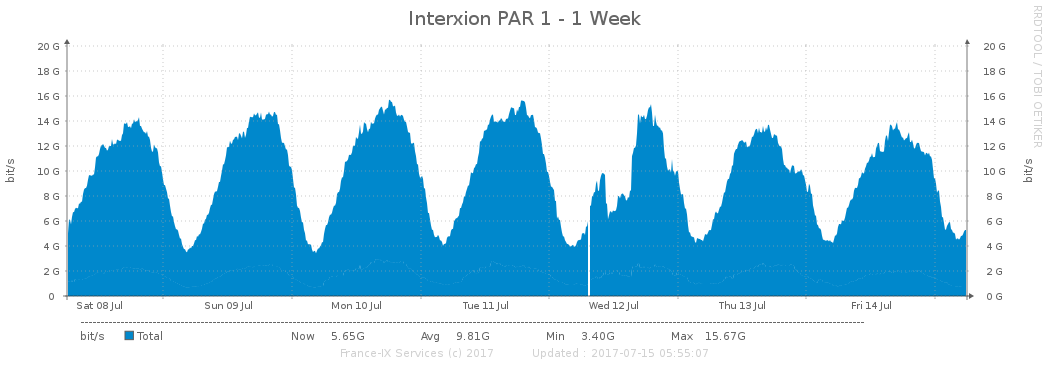 Interxion PAR 1 - 1 Week
RRDTOOL / TOBI OETIKER
bit/s
20 G
18 G
16 G
14 G
12 G
10 G
8 G
6 G
4 G
2 G
0
20 G
18 G
16 G
14 G
12 G
10 G
8 G
6 G
4 G
2 G
0 G
bit/s
Sat 08 Jul Sun 09 Jul Mon 10 Jul Tue 11 Jul Wed 12 Jul Thu 13 Jul Fri 14 Jul
bit/s Total Now 5.65G Avg 9.81G Min 3.40G Max 15.67G
France-IX Services (c) 2017 Updated : 2017-07-15 05:55:07